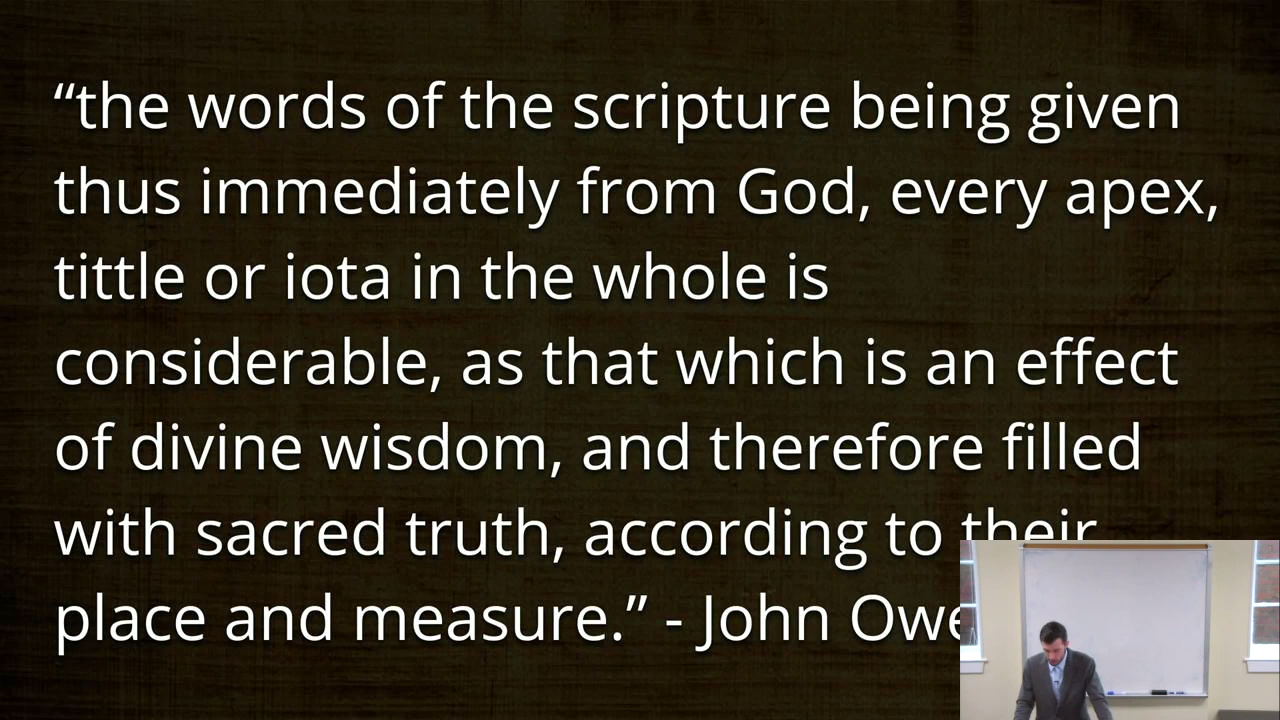 “the words of the scripture being given
thus immediately from God, every apex,
tittle or iota in the whole is
considerable, as that which is an effect
of divine wisdom, and therefore filled
with sacred truth, according to their
place and measure.” - John Owe